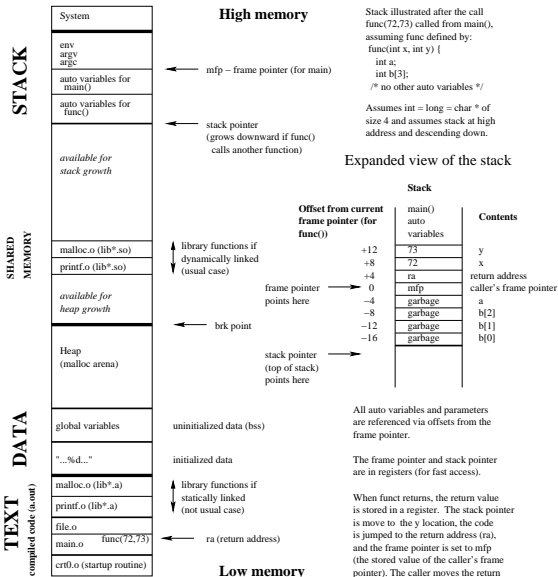 High memory
System
env
argv
argc
mfp – frame pointer (for main)
auto variables for
main()
auto variables for
func()
stack pointer
(grows downward if func()
calls another function)
available for
stack growth
STACK
Stack illustrated after the call
func(72,73) called from main(),
assuming func defined by:
func(int x, int y) {
int a;
int b[3];
/* no other auto variables */
Assumes int = long = char * of
size 4 and assumes stack at high
address and descending down.
Expanded view of the stack
Stack
Offset from current
frame pointer (for
func())
main()
auto
variables
Contents
+12 73 y
+8 72 x
+4 ra return address
frame pointer
points here
0 mfp caller's frame pointer
−4 garbage a
−8 garbage b[2]
−12 garbage b[1]
−16 garbage b[0]
stack pointer
(top of stack)
points here
SHARED
MEMORY
malloc.o (lib*.so)
printf.o (lib*.so)
library functions if
dynamically linked
(usual case)
available for
heap growth
brk point
Heap
(malloc arena)
DATA
global variables
uninitialized data (bss)
"...%d..."
initialized data
TEXT
compiled code (a.out)
malloc.o (lib*.a)
printf.o (lib*.a)
library functions if
statically linked
(not usual case)
file.o
main.o
func(72,73)
ra (return address)
crt0.o (startup routine)
Low memory
All auto variables and parameters
are referenced via offsets from the
frame pointer.
The frame pointer and stack pointer
are in registers (for fast access).
When funct returns, the return value
is stored in a register. The stack pointer
is move to the y location, the code
is jumped to the return address (ra),
and the frame pointer is set to mfp
(the stored value of the caller's frame
pointer). The caller moves the return